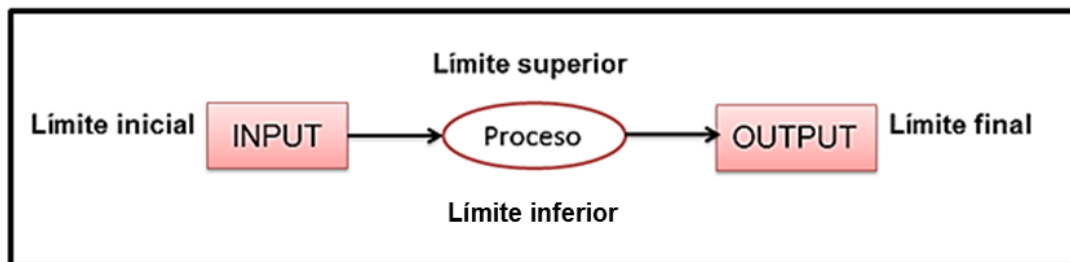 Límite superior
Límite inicial INPUT Proceso OUTPUT Límite final
Límite inferior